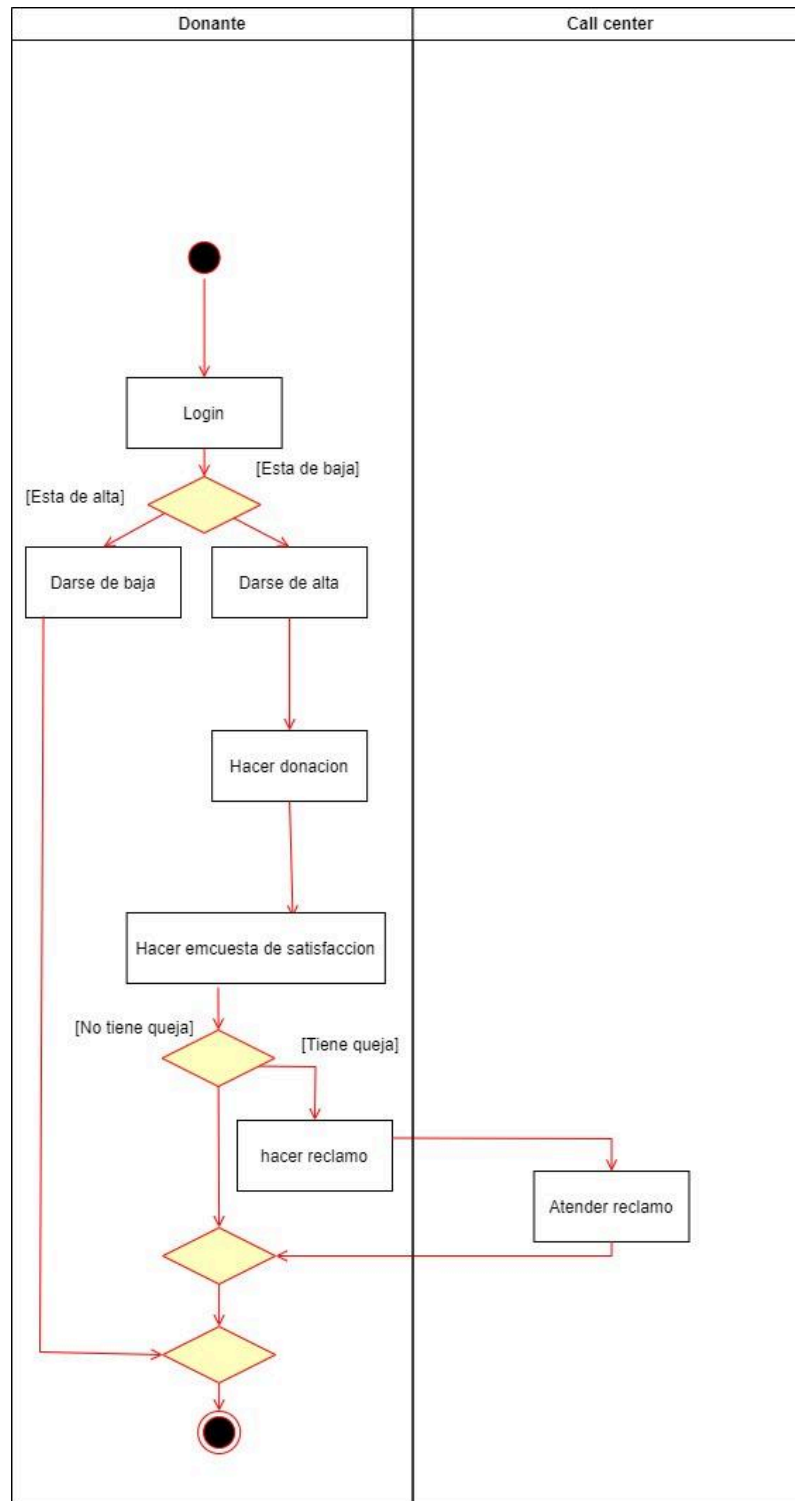 Donante
Call center
Login
[Esta de baja]
[Esta de alta]
Darse de baja
Darse de alta
Hacer donacion
Hacer emcuesta de satisfaccion
[No tiene queja]
[Tiene queja]
hacer reclamo
Atender reclamo